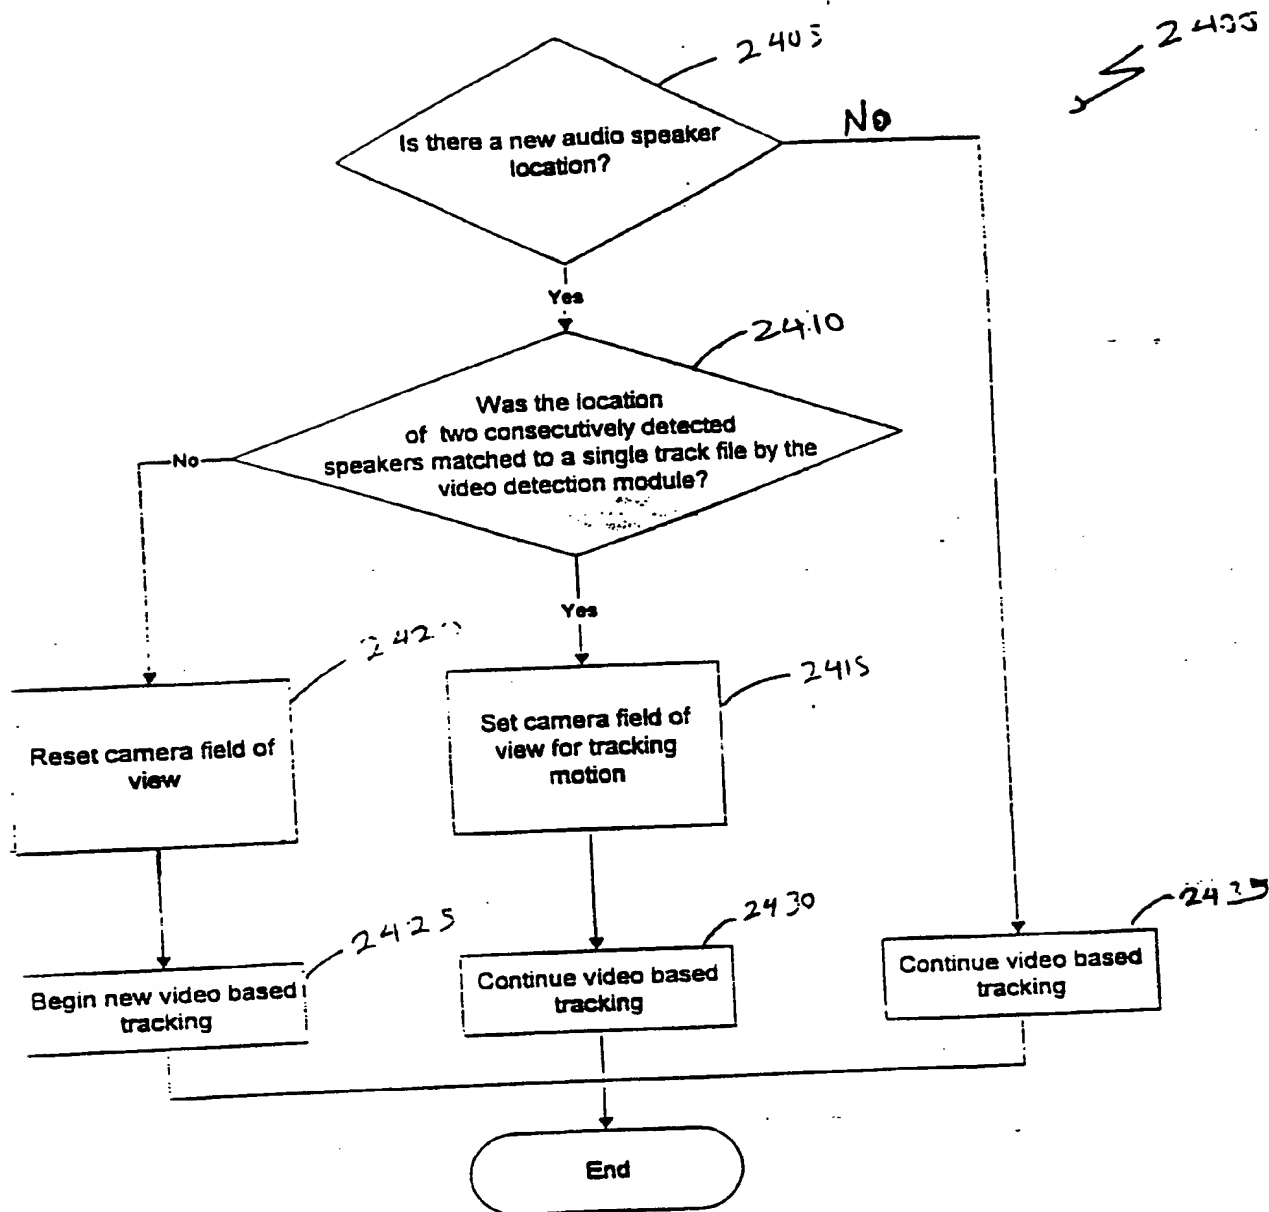 2405
Is there a new audio speaker
location?
No
Yes
2410
Was the location
of two consecutively detected
speakers matched to a single track file by the
video detection module?
No
Yes
2415
Reset camera field of
view
Set camera field of
view for tracking
motion
2425
2430
2435
Begin new video based
tracking
Continue video based
tracking
Continue video based
tracking
End